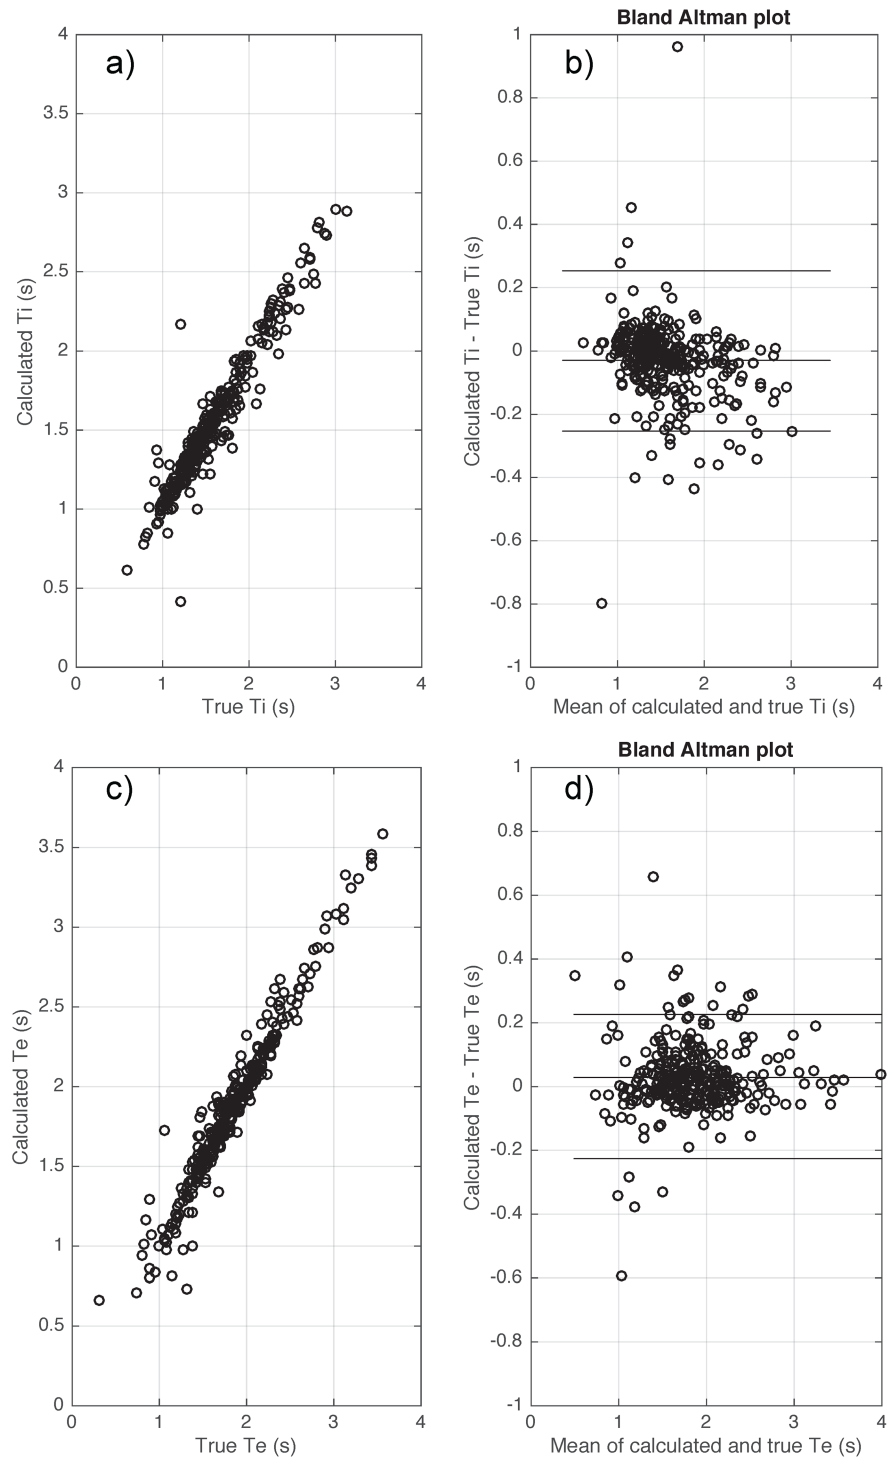 Bland Altman plot
a)
b)
4
3.5
3
2.5
2
1.5
1
0.5
0
Calculated Ti (s)
0 1 2 3 4
True Ti (s)
1
0.8
0.6
0.4
0.2
0
-0.2
-0.4
-0.6
-0.8
-1
Calculated Ti - True Ti (s)
0 1 2 3 4
Mean of calculated and true Ti (s)
Bland Altman plot
c)
d)
4
3.5
3
2.5
2
1.5
1
0.5
0
Calculated Te (s)
0 1 2 3 4
True Te (s)
1
0.8
0.6
0.4
0.2
0
-0.2
-0.4
-0.6
-0.8
-1
Calculated Te - True Te (s)
0 1 2 3 4
Mean of calculated and true Te (s)